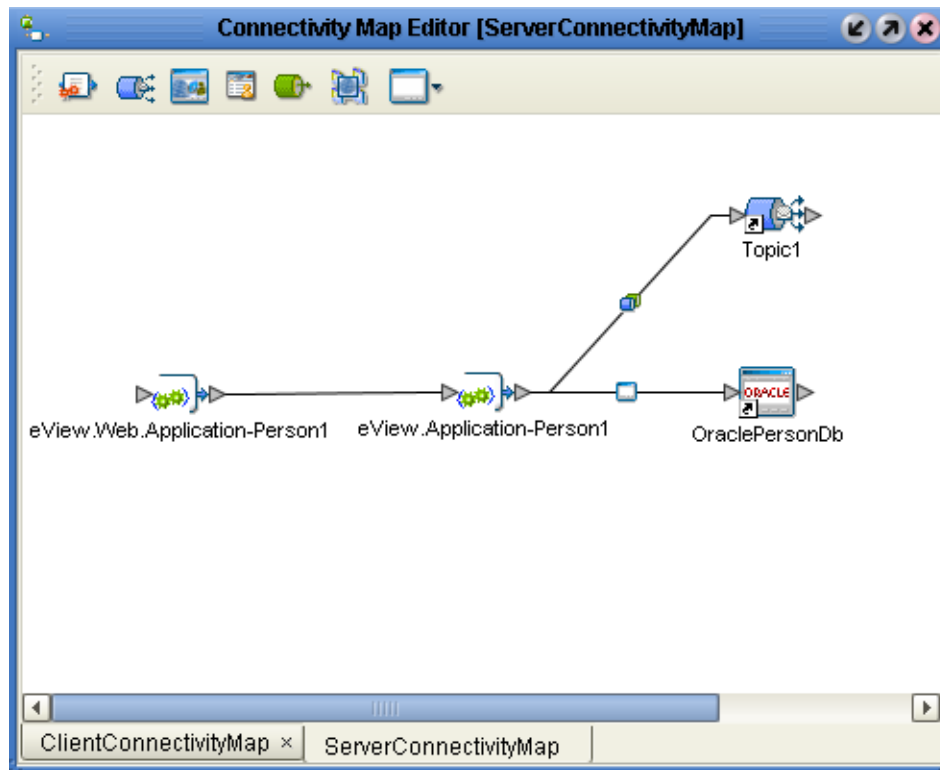 Connectivity Map Editor [ServerConnectivityMap]
Topic1
eView.Web.Application-Person1
eView.Application-Person1
ORACLE
OraclePersonDb
ClientConnectivityMap ×
ServerConnectivityMap